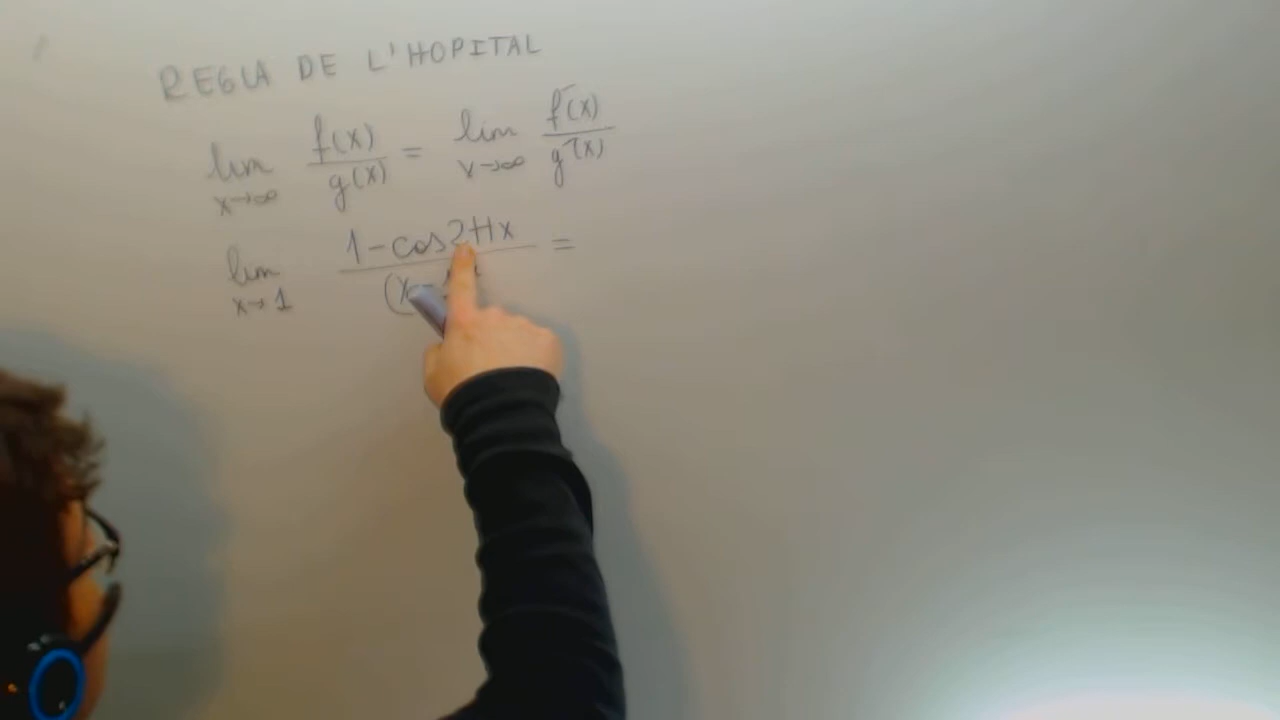 REGLA DE L'HOPITAL
lim x→∞ f(x)/g(x) = lim x→∞ f'(x)/g'(x)
lim x→1 1-cos2πx/(x- =